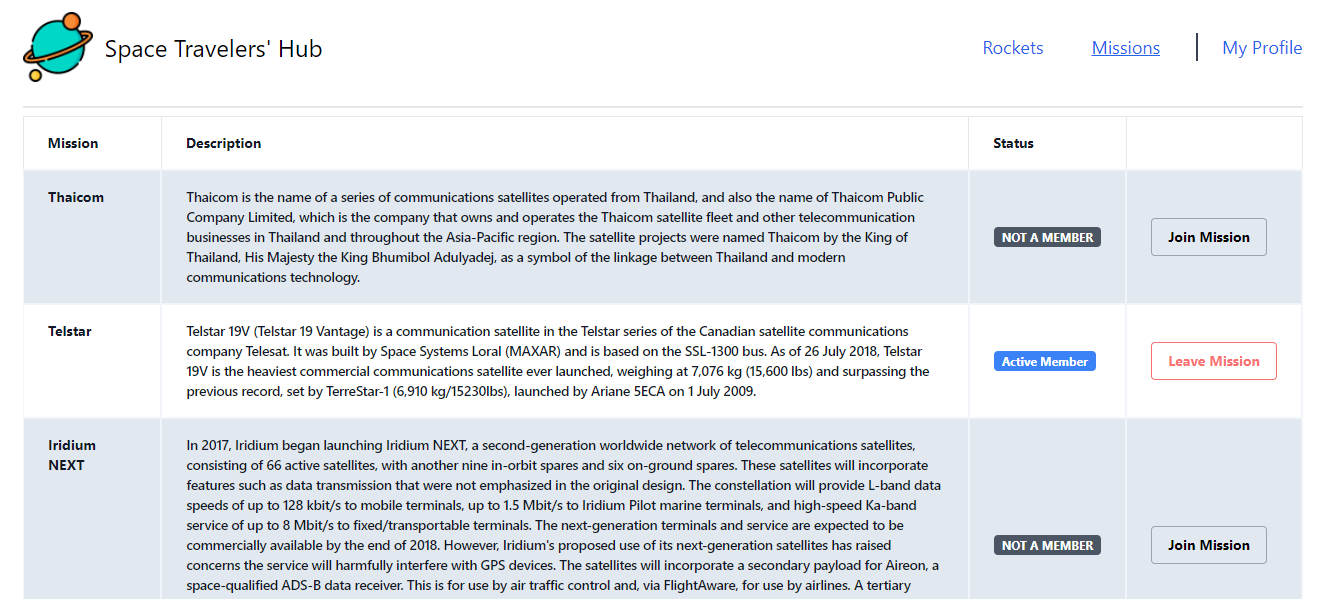 Space Travelers' Hub
Rockets
Missions
My Profile
Mission
Description
Status
Thaicom
Thaicom is the name of a series of communications satellites operated from Thailand, and also the name of Thaicom Public
Company Limited, which is the company that owns and operates the Thaicom satellite fleet and other telecommunication
businesses in Thailand and throughout the Asia-Pacific region. The satellite projects were named Thaicom by the King of
Thailand, His Majesty the King Bhumibol Adulyadej, as a symbol of the linkage between Thailand and modern
communications technology.
NOT A MEMBER
Join Mission
Telstar
Telstar 19V (Telstar 19 Vantage) is a communication satellite in the Telstar series of the Canadian satellite communications
company Telesat. It was built by Space Systems Loral (MAXAR) and is based on the SSL-1300 bus. As of 26 July 2018, Telstar
19V is the heaviest commercial communications satellite ever launched, weighing at 7,076 kg (15,600 lbs) and surpassing the
previous record, set by TerreStar-1 (6,910 kg/15230lbs), launched by Ariane 5ECA on 1 July 2009.
Active Member
Leave Mission
Iridium
NEXT
In 2017, Iridium began launching Iridium NEXT, a second-generation worldwide network of telecommunications satellites,
consisting of 66 active satellites, with another nine in-orbit spares and six on-ground spares. These satellites will incorporate
features such as data transmission that were not emphasized in the original design. The constellation will provide L-band data
speeds of up to 128 kbit/s to mobile terminals, up to 1.5 Mbit/s to Iridium Pilot marine terminals, and high-speed Ka-band
service of up to 8 Mbit/s to fixed/transportable terminals. The next-generation terminals and service are expected to be
commercially available by the end of 2018. However, Iridium's proposed use of its next-generation satellites has raised
concerns the service will harmfully interfere with GPS devices. The satellites will incorporate a secondary payload for Aireon, a
space-qualified ADS-B data receiver. This is for use by air traffic control and, via FlightAware, for use by airlines. A tertiary
NOT A MEMBER
Join Mission